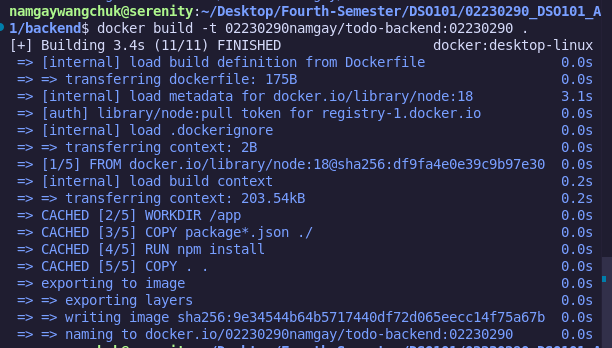 namgaywangchuk@serenity:~/Desktop/Fourth-Semester/DSO101/02230290_DSO101_A
1/backend$ docker build -t 02230290namgay/todo-backend:02230290 .
[+] Building 3.4s (11/11) FINISHED docker:desktop-linux
=> [internal] load build definition from Dockerfile 0.0s
=> => transferring dockerfile: 175B 0.0s
=> [internal] load metadata for docker.io/library/node:18 3.1s
=> [auth] library/node:pull token for registry-1.docker.io 0.0s
=> [internal] load .dockerignore 0.0s
=> => transferring context: 2B 0.0s
=> [1/5] FROM docker.io/library/node:18@sha256:df9fa4e0e39c9b97e30 0.0s
=> [internal] load build context 0.2s
=> => transferring context: 203.54kB 0.2s
=> CACHED [2/5] WORKDIR /app 0.0s
=> CACHED [3/5] COPY package*.json ./ 0.0s
=> CACHED [4/5] RUN npm install 0.0s
=> CACHED [5/5] COPY . . 0.0s
=> exporting to image 0.0s
=> => exporting layers 0.0s
=> => writing image sha256:9e34544b64b5717440df72d065eecc14f75a67b 0.0s
=> => naming to docker.io/02230290namgay/todo-backend:02230290 0.0s